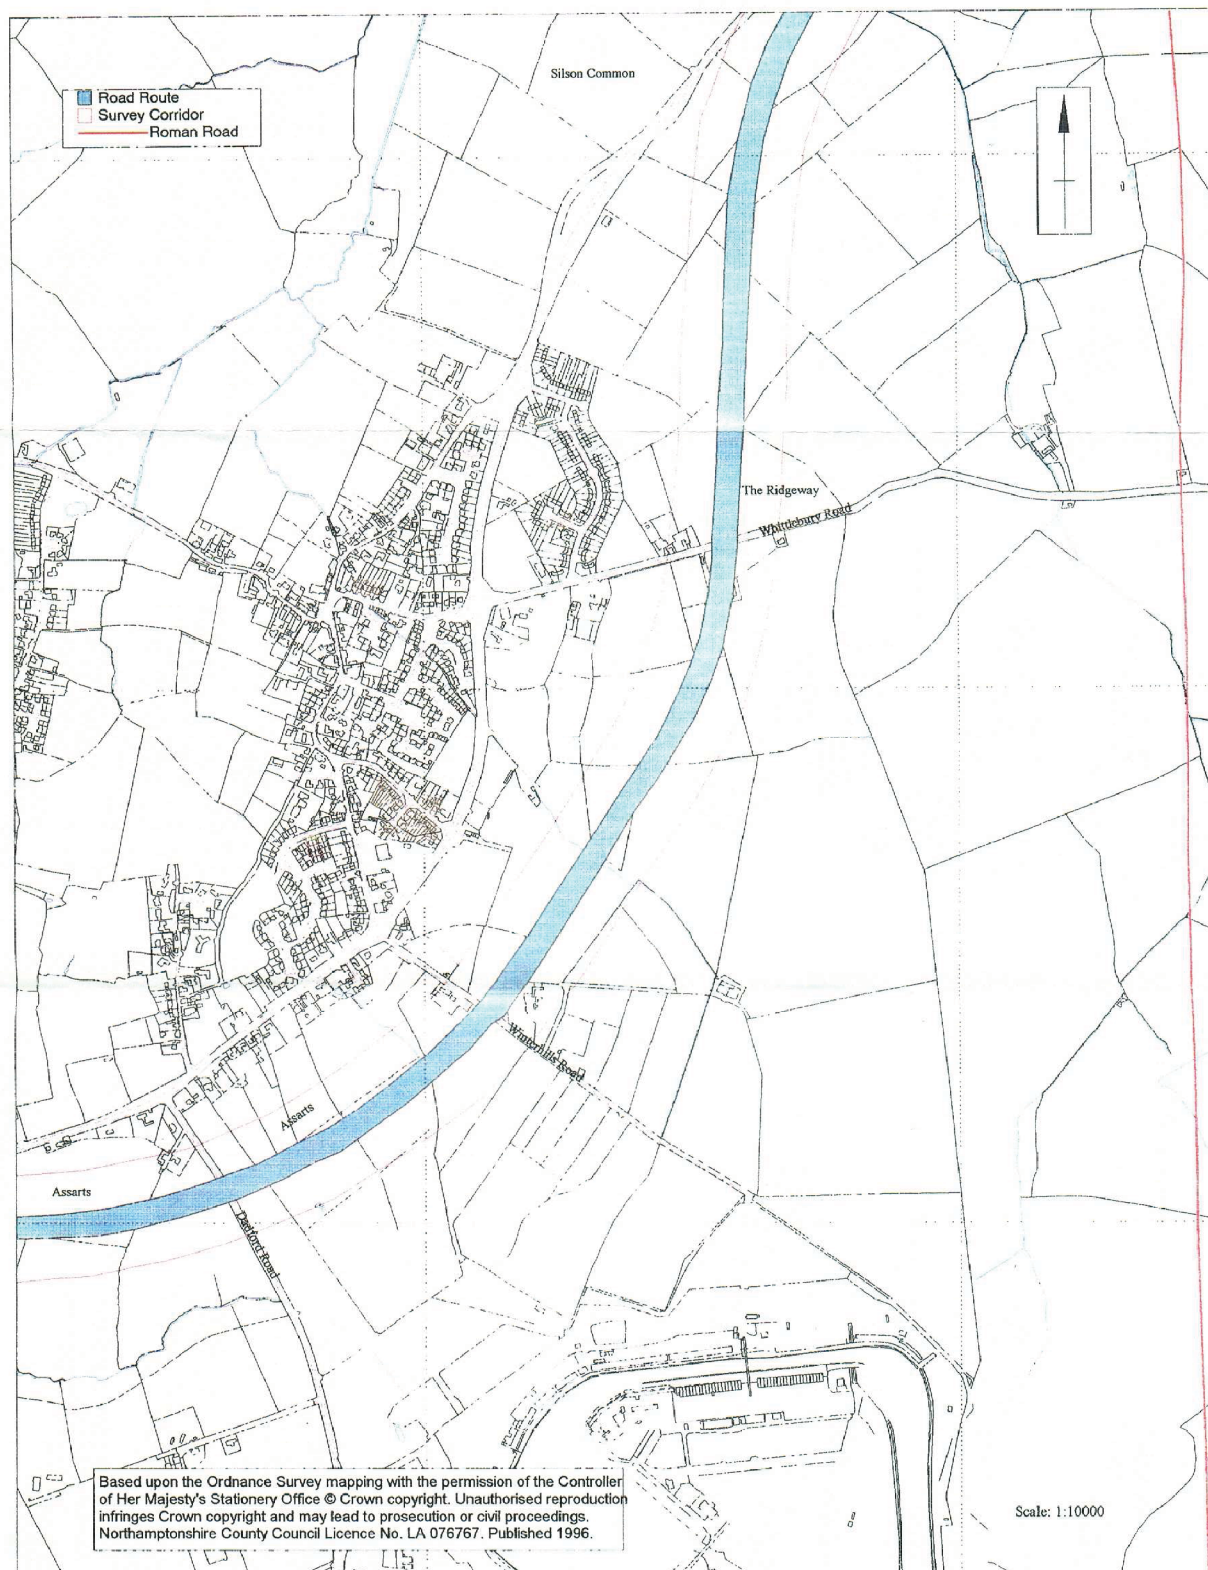 Silson Common
Road Route
Survey Corridor
Roman Road
The Ridgeway
Whittlebury Road
Winterhills Road
Assarts
Assarts
Dadford Road
Based upon the Ordnance Survey mapping with the permission of the Controller
of Her Majesty's Stationery Office © Crown copyright. Unauthorised reproduction
infringes Crown copyright and may lead to prosecution or civil proceedings.
Northamptonshire County Council Licence No. LA 076767. Published 1996.
Scale: 1:10000